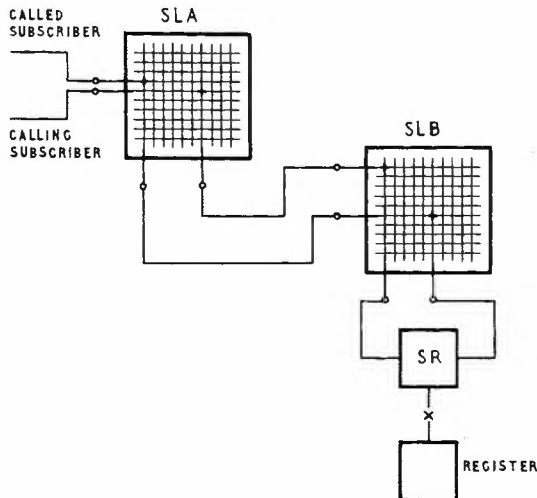 CALLED
SUBSCRIBER
SLA
CALLING
SUBSCRIBER
SLB
SR
REGISTER